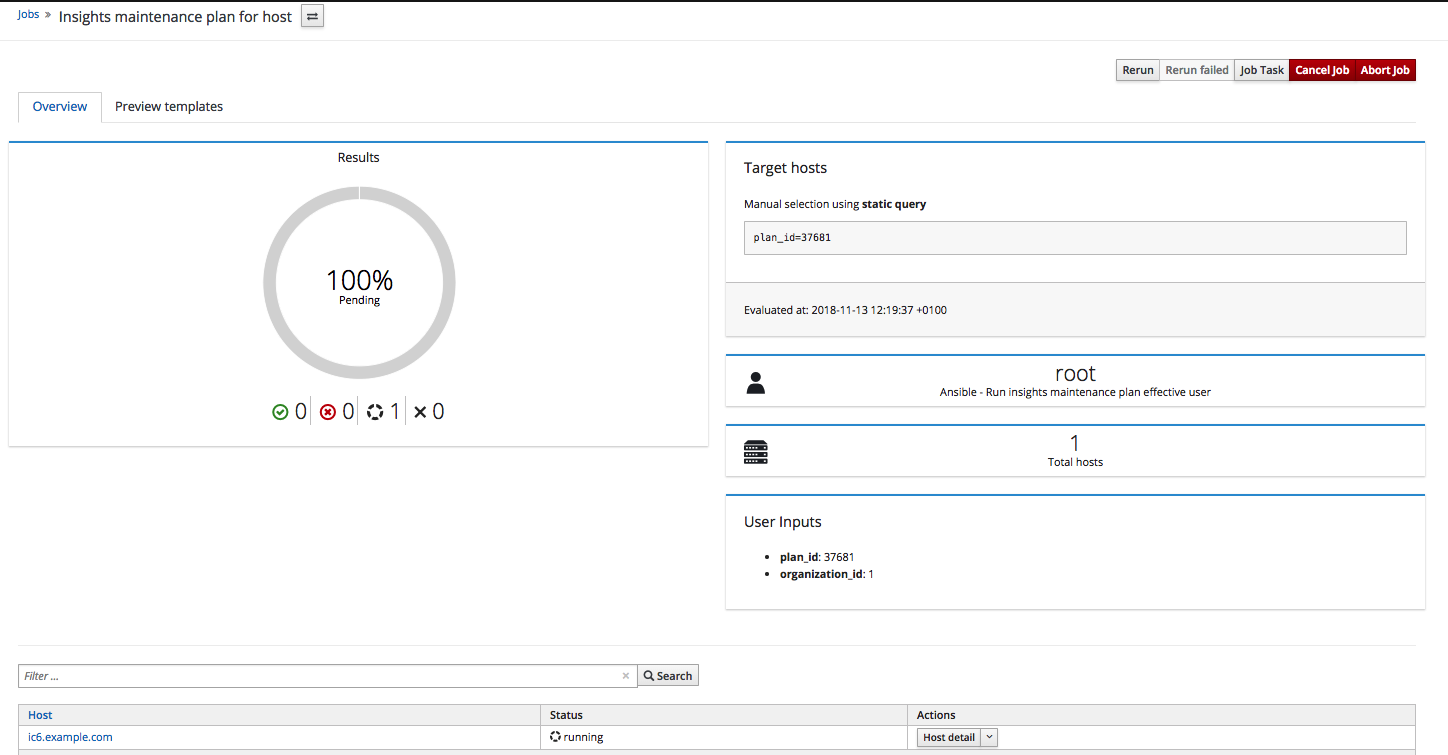 Jobs » Insights maintenance plan for host
Rerun Rerun failed Job Task Cancel Job Abort Job
Overview Preview templates
Results
100%
Pending
0 0 1 0
Target hosts
Manual selection using static query
plan_id=37681
Evaluated at: 2018-11-13 12:19:37 +0100
root
Ansible - Run insights maintenance plan effective user
1
Total hosts
User Inputs
• plan_id: 37681
• organization_id: 1
Filter ... × Search
Host Status Actions
ic6.example.com running Host detail